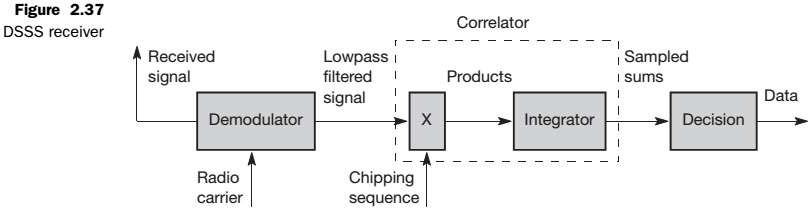 Figure 2.37
DSSS receiver
Correlator
Received
signal
Lowpass
filtered
signal
Products
Sampled
sums
Data
Demodulator
X
Integrator
Decision
Radio
carrier
Chipping
sequence